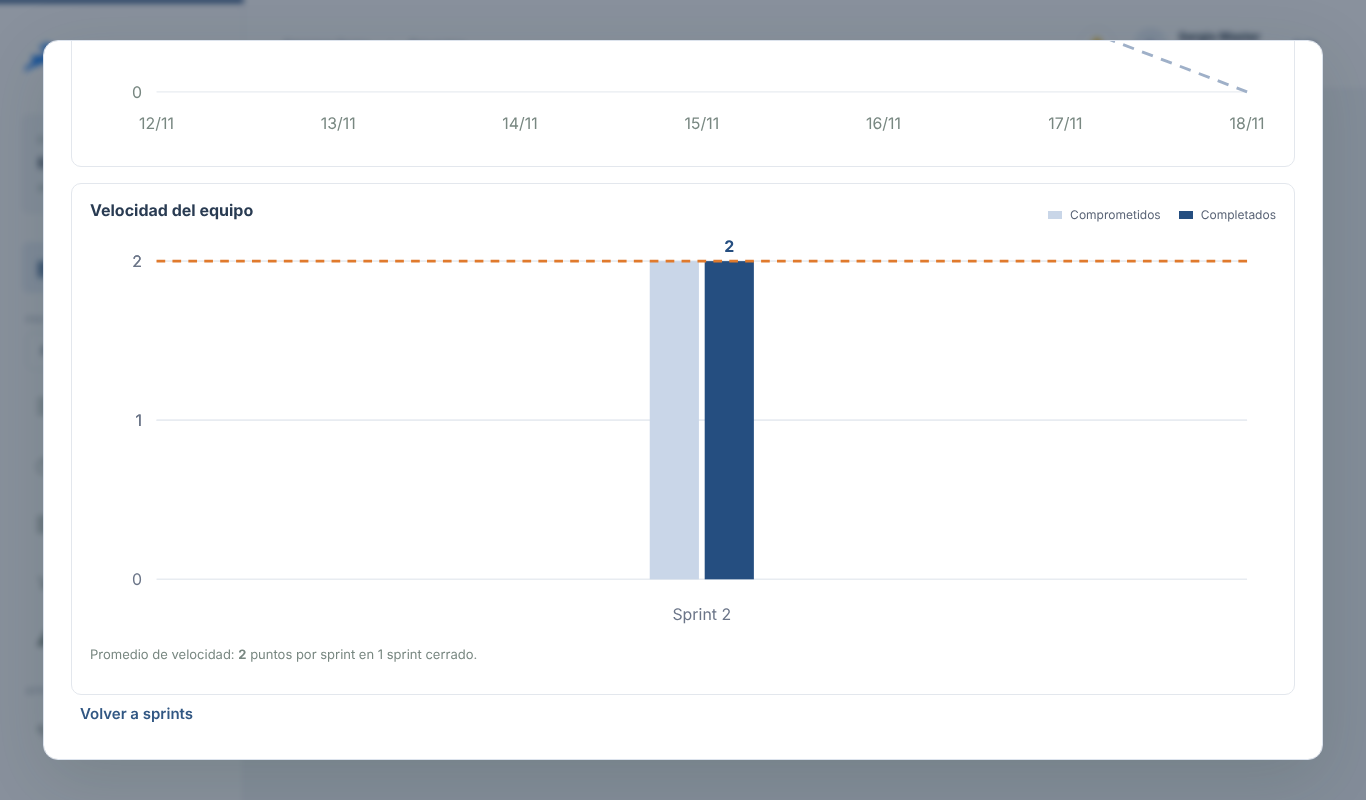 0
12/11 13/11 14/11 15/11 16/11 17/11 18/11
Velocidad del equipo
Comprometidos Completados
2
2
1
0
Sprint 2
Promedio de velocidad: 2 puntos por sprint en 1 sprint cerrado.
Volver a sprints